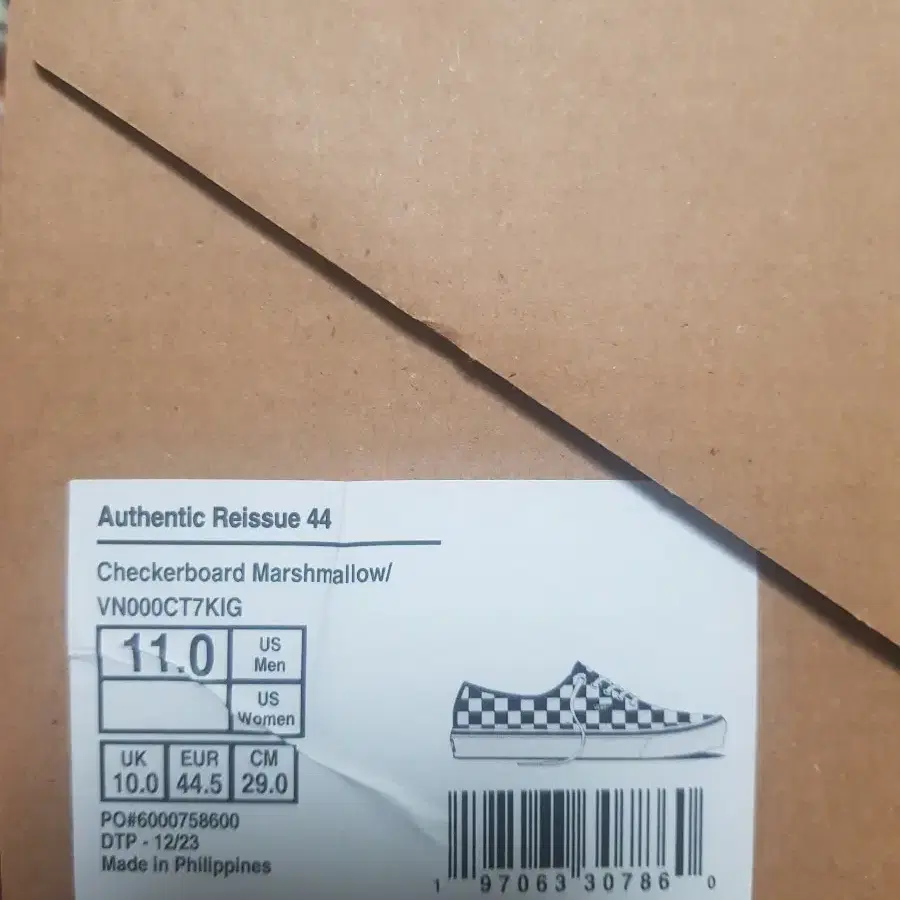 Authentic Reissue 44
Checkerboard Marshmallow/
VN000CT7KIG
11.0 US Men
US Women
UK EUR CM
10.0 44.5 29.0
PO#6000758600
DTP - 12/23
Made in Philippines
1 97063 30786 0